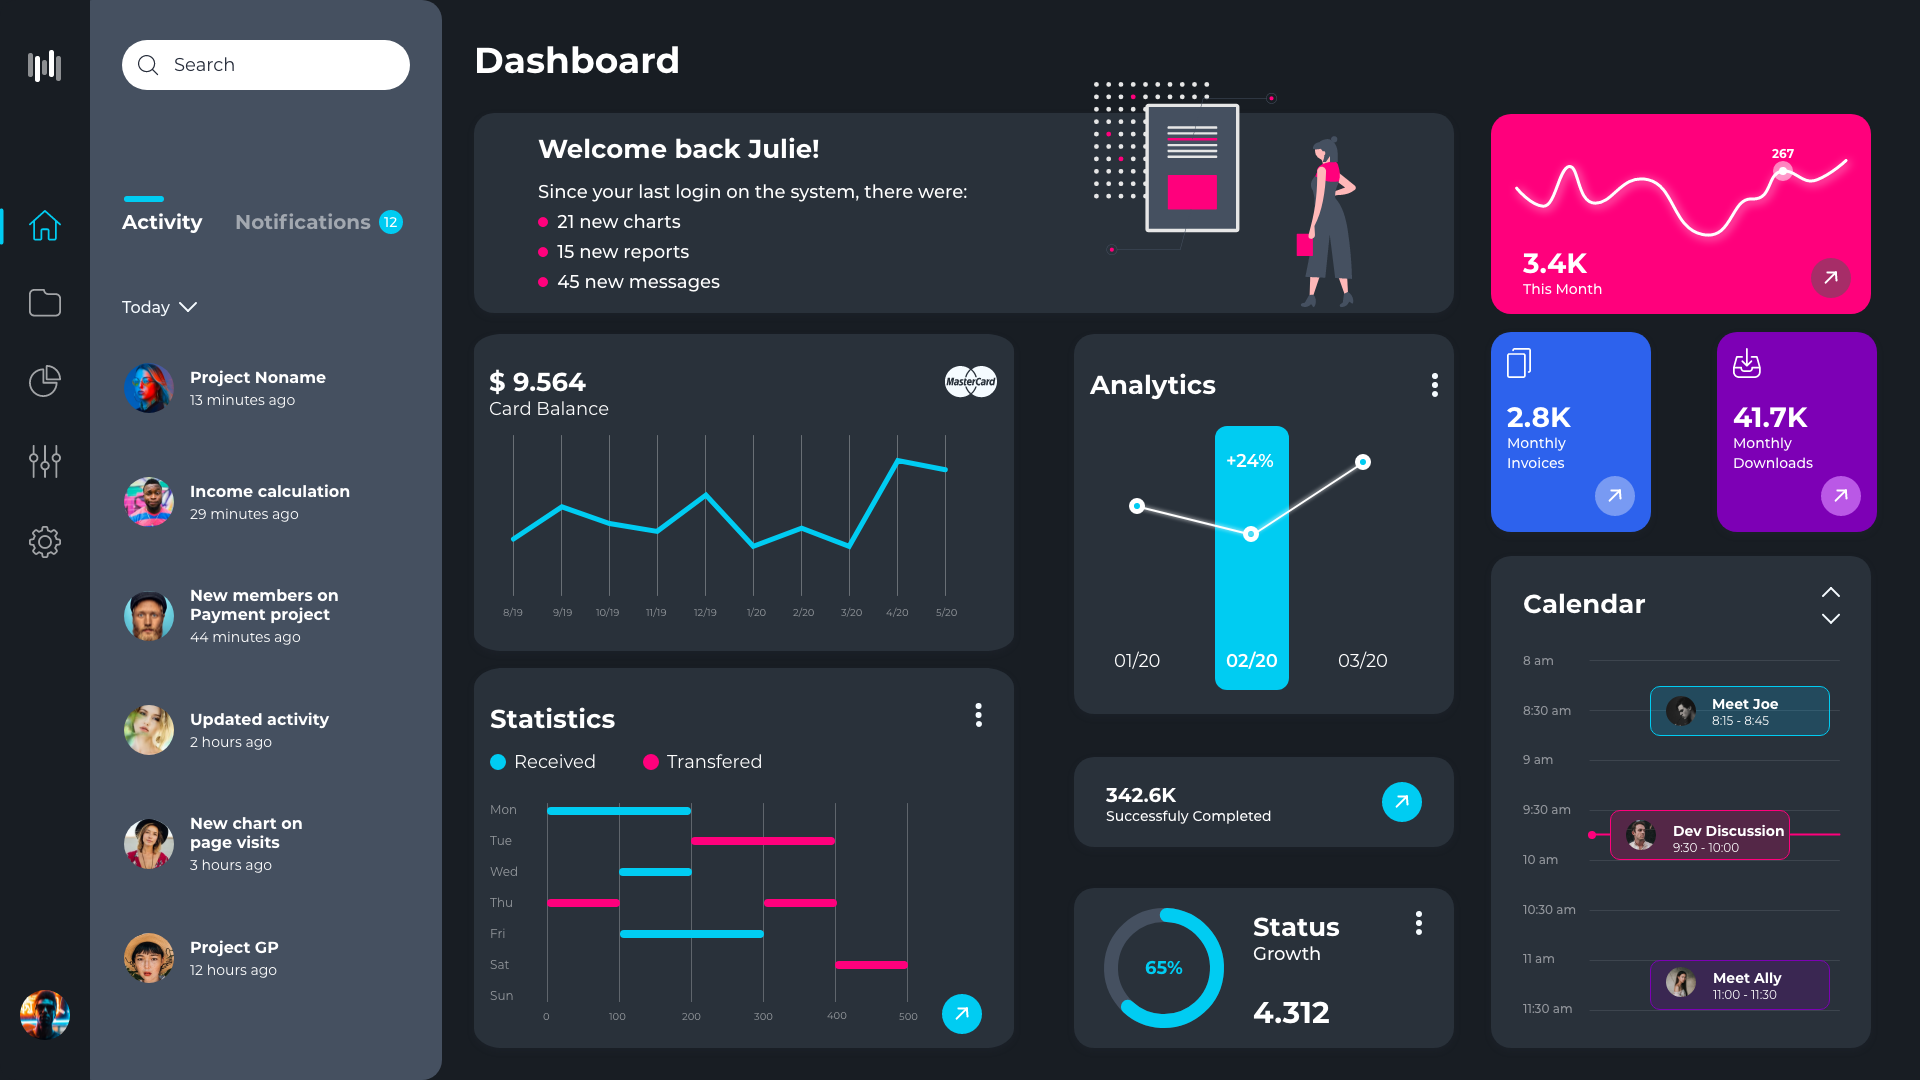 Search
Activity
Notifications 12
Today
Project Noname
13 minutes ago
Income calculation
29 minutes ago
New members on
Payment project
44 minutes ago
Updated activity
2 hours ago
New chart on
page visits
3 hours ago
Project GP
12 hours ago
Dashboard
Welcome back Julie!
Since your last login on the system, there were:
21 new charts
15 new reports
45 new messages
267
3.4K
This Month
$ 9.564
Card Balance
MasterCard
8/19 9/19 10/19 11/19 12/19 1/20 2/20 3/20 4/20 5/20
Analytics
+24%
01/20 02/20 03/20
2.8K
Monthly
Invoices
41.7K
Monthly
Downloads
Statistics
Received Transfered
Mon
Tue
Wed
Thu
Fri
Sat
Sun
0 100 200 300 400 500
342.6K
Successfuly Completed
65%
Status
Growth
4.312
Calendar
8 am
Meet Joe
8:15 - 8:45
8:30 am
9 am
9:30 am
Dev Discussion
9:30 - 10:00
10 am
10:30 am
11 am
Meet Ally
11:00 - 11:30
11:30 am